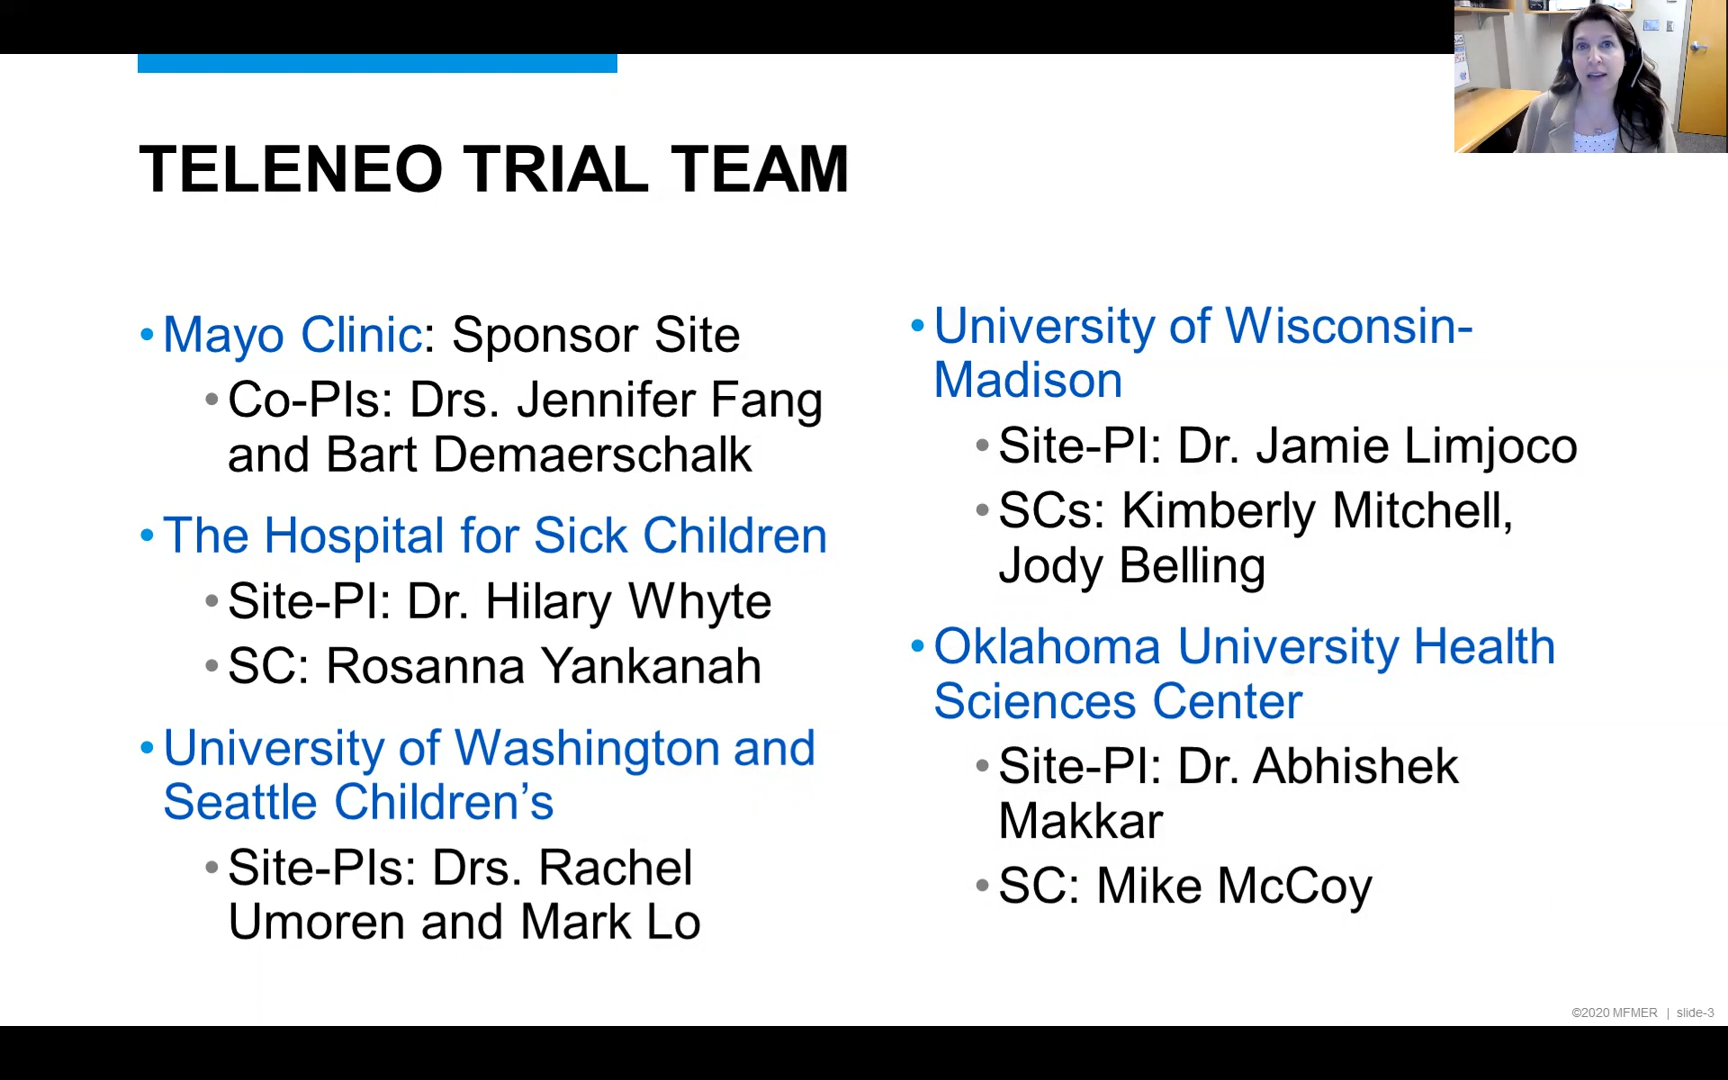 TELENEO TRIAL TEAM
•Mayo Clinic: Sponsor Site
•Co-PIs: Drs. Jennifer Fang
and Bart Demaerschalk
•The Hospital for Sick Children
•Site-PI: Dr. Hilary Whyte
•SC: Rosanna Yankanah
•University of Washington and
Seattle Children’s
•Site-PIs: Drs. Rachel
Umoren and Mark Lo
•University of Wisconsin-
Madison
•Site-PI: Dr. Jamie Limjoco
•SCs: Kimberly Mitchell,
Jody Belling
•Oklahoma University Health
Sciences Center
•Site-PI: Dr. Abhishek
Makkar
•SC: Mike McCoy
©2020 MFMER | slide-3